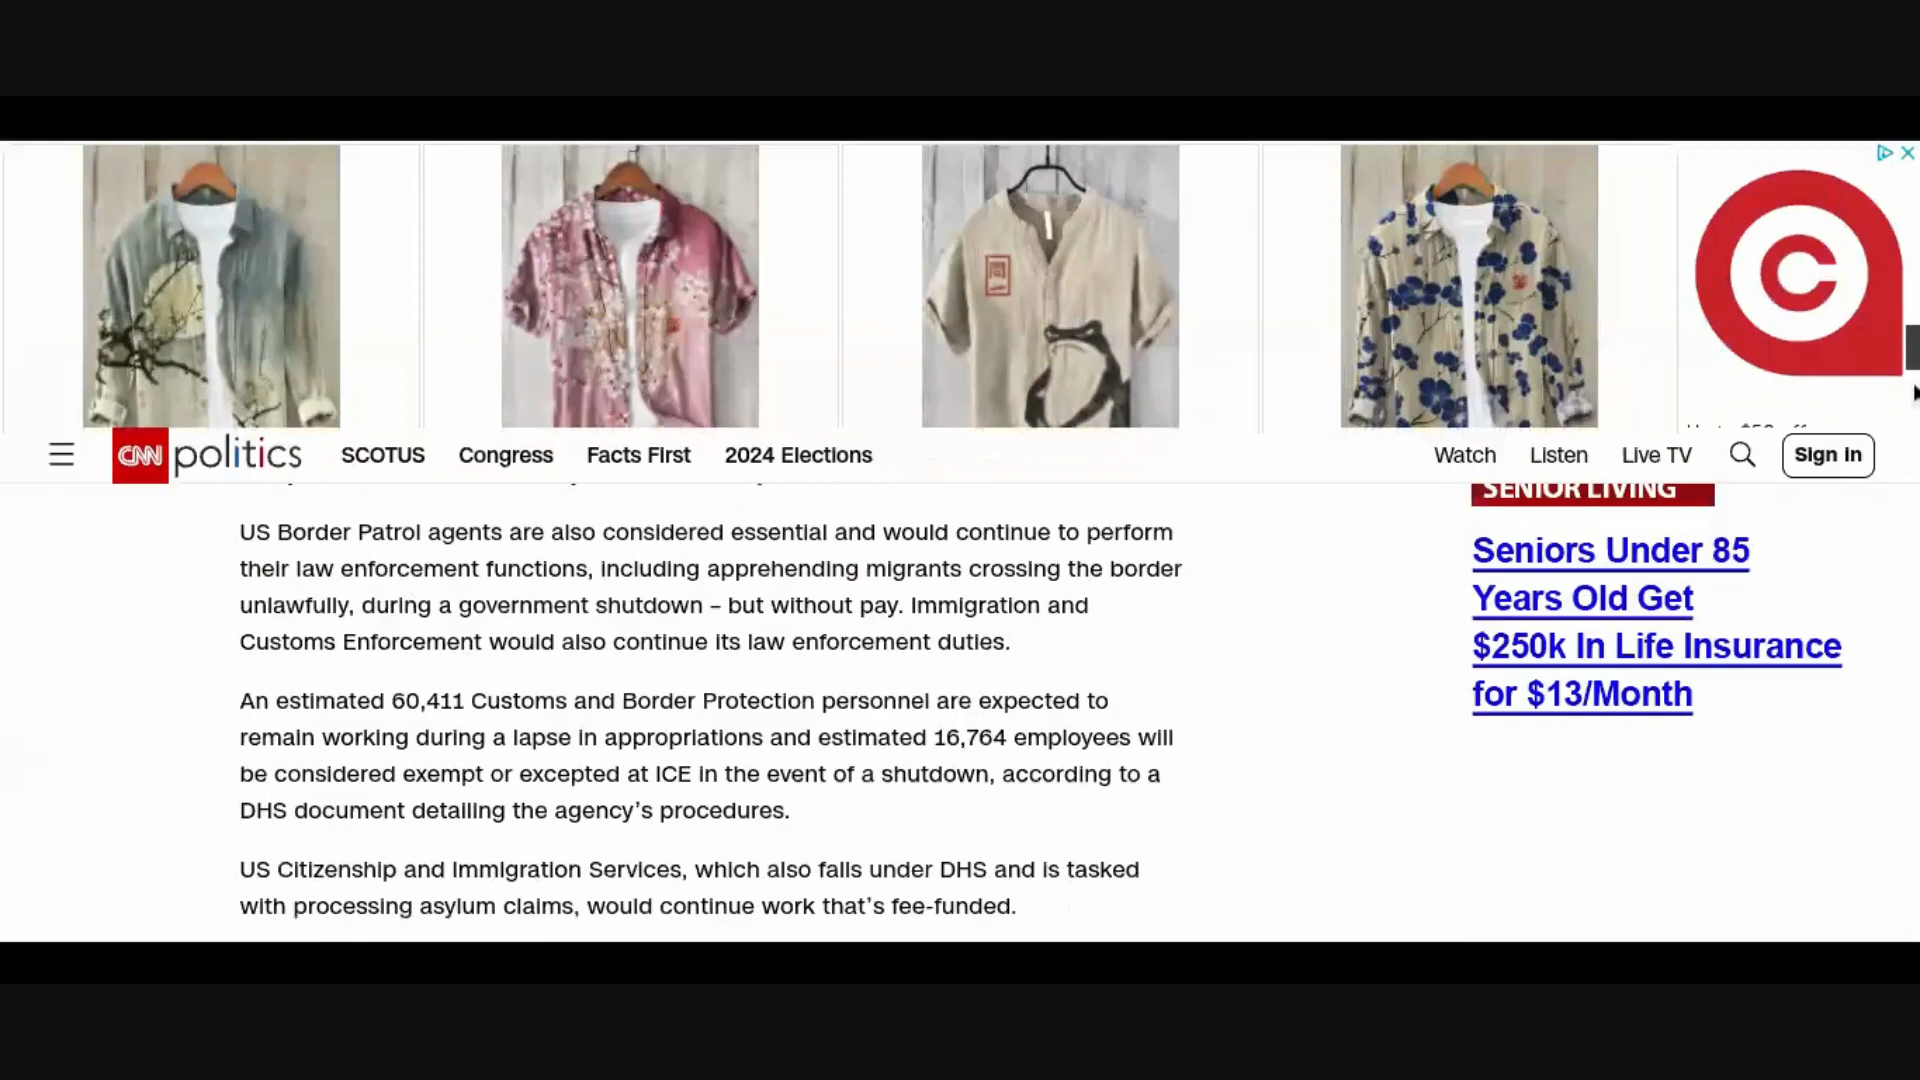 CNN politics SCOTUS Congress Facts First 2024 Elections Watch Listen Live TV Sign in
US Border Patrol agents are also considered essential and would continue to perform
their law enforcement functions, including apprehending migrants crossing the border
unlawfully, during a government shutdown – but without pay. Immigration and
Customs Enforcement would also continue its law enforcement duties.
An estimated 60,411 Customs and Border Protection personnel are expected to
remain working during a lapse in appropriations and estimated 16,764 employees will
be considered exempt or excepted at ICE in the event of a shutdown, according to a
DHS document detailing the agency’s procedures.
US Citizenship and Immigration Services, which also falls under DHS and is tasked
with processing asylum claims, would continue work that’s fee-funded.
SENIOR LIVING
Seniors Under 85
Years Old Get
$250k In Life Insurance
for $13/Month